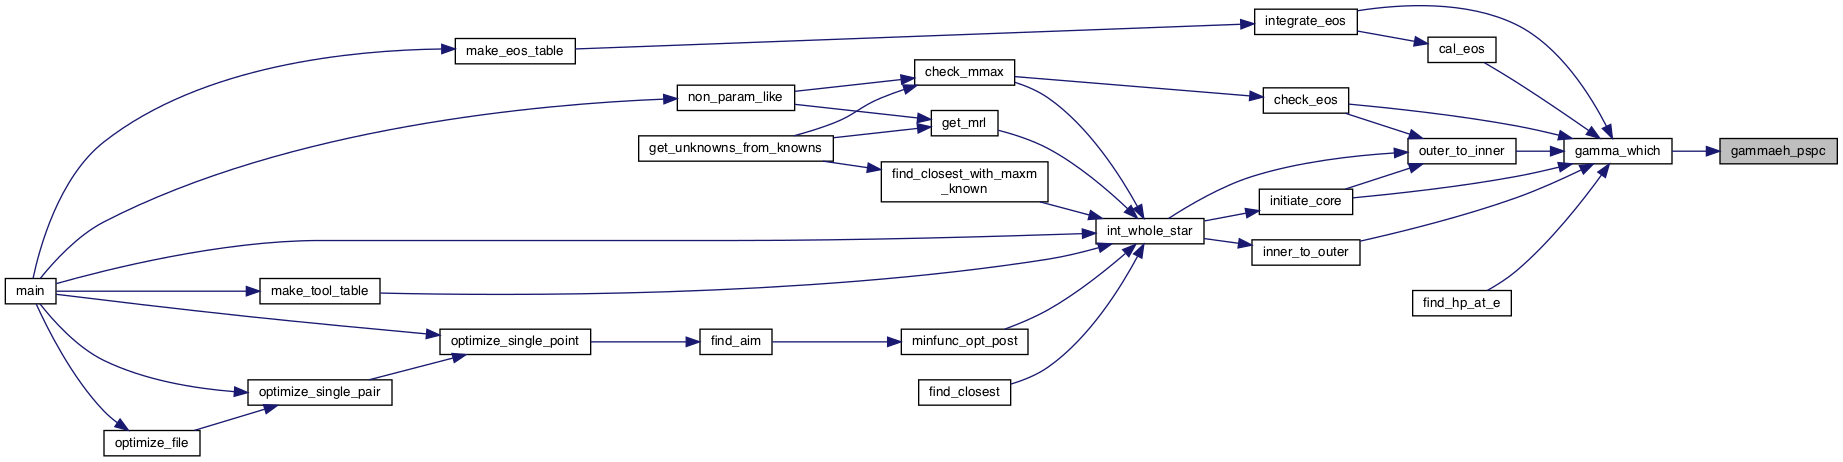 integrate_eos
make_eos_table
cal_eos
check_mmax
non_param_like
check_eos
get_mrl
get_unknowns_from_knowns
outer_to_inner
gamma_which
gammaeh_pspc
find_closest_with_maxm
_known
initiate_core
int_whole_star
inner_to_outer
main
make_tool_table
find_hp_at_e
optimize_single_point
find_aim
minfunc_opt_post
optimize_single_pair
find_closest
optimize_file